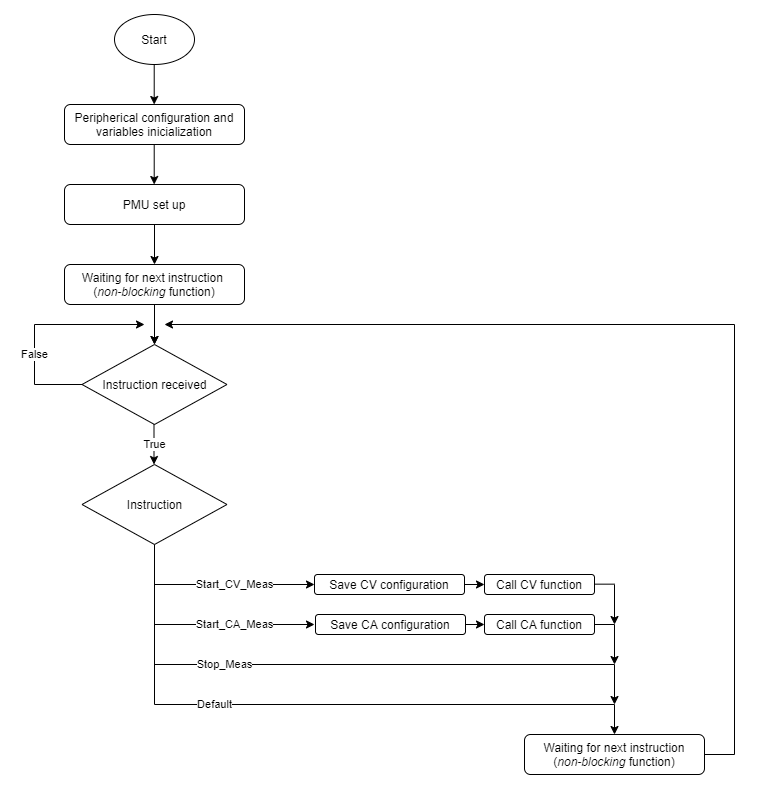 Start
Peripherical configuration and
variables inicialization
PMU set up
Waiting for next instruction
(non-blocking function)
False
Instruction received
True
Instruction
Start_CV_Meas
Save CV configuration
Call CV function
Start_CA_Meas
Save CA configuration
Call CA function
Stop_Meas
Default
Waiting for next instruction
(non-blocking function)